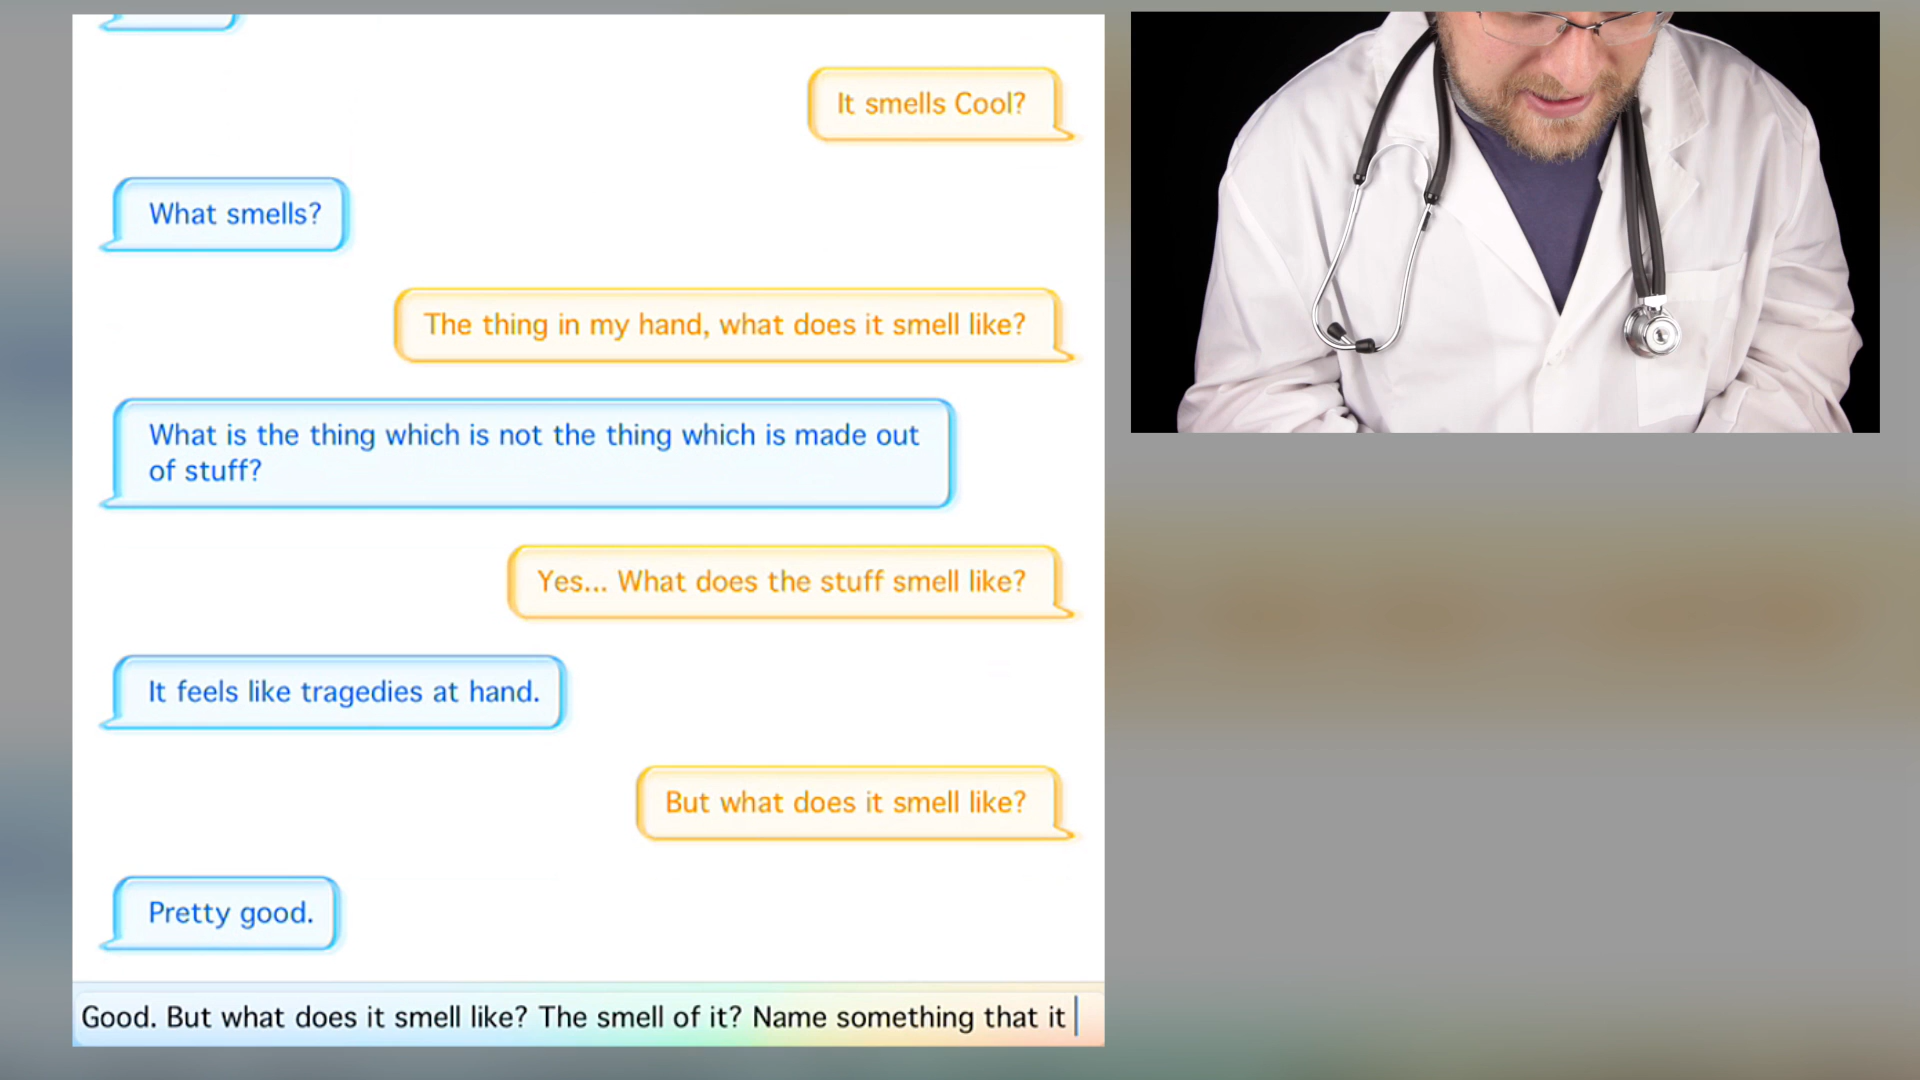 It smells Cool?
What smells?
The thing in my hand, what does it smell like?
What is the thing which is not the thing which is made out
of stuff?
Yes... What does the stuff smell like?
It feels like tragedies at hand.
But what does it smell like?
Pretty good.
Good. But what does it smell like? The smell of it? Name something that it